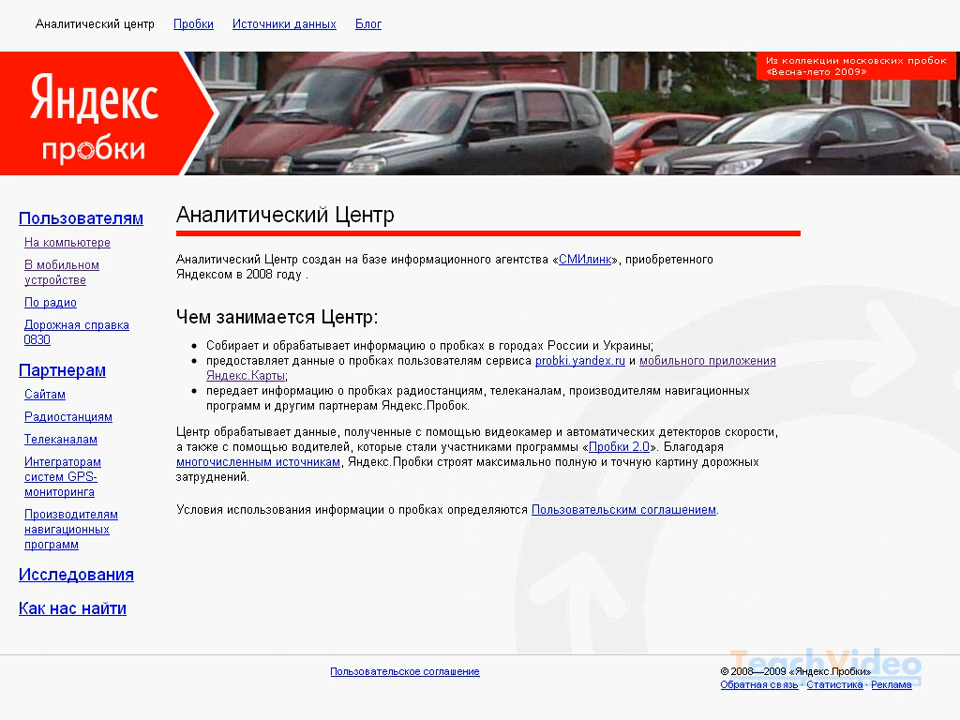 Аналитический центр Пробки Источники данных Блог
Из коллекции московских пробок
«Весна-лето 2009»
Яндекс
пробки
Пользователям
На компьютере
В мобильном
устройстве
По радио
Дорожная справка
0830
Партнерам
Сайтам
Радиостанциям
Телеканалам
Интеграторам
систем GPS-
мониторинга
Производителям
навигационных
программ
Исследования
Как нас найти
Аналитический Центр
Аналитический Центр создан на базе информационного агентства «СМИлинк», приобретенного
Яндексом в 2008 году .
Чем занимается Центр:
• Собирает и обрабатывает информацию о пробках в городах России и Украины;
• предоставляет данные о пробках пользователям сервиса probki.yandex.ru и мобильного приложения
Яндекс.Карты;
• передает информацию о пробках радиостанциям, телеканалам, производителям навигационных
программ и другим партнерам Яндекс.Пробок.
Центр обрабатывает данные, полученные с помощью видеокамер и автоматических детекторов скорости,
а также с помощью водителей, которые стали участниками программы «Пробки 2.0». Благодаря
многочисленным источникам, Яндекс.Пробки строят максимально полную и точную картину дорожных
затруднений.
Условия использования информации о пробках определяются Пользовательским соглашением.
Пользовательское соглашение
TeachVideo
© 2008—2009 «Яндекс.Пробки»
Обратная связь · Статистика · Реклама